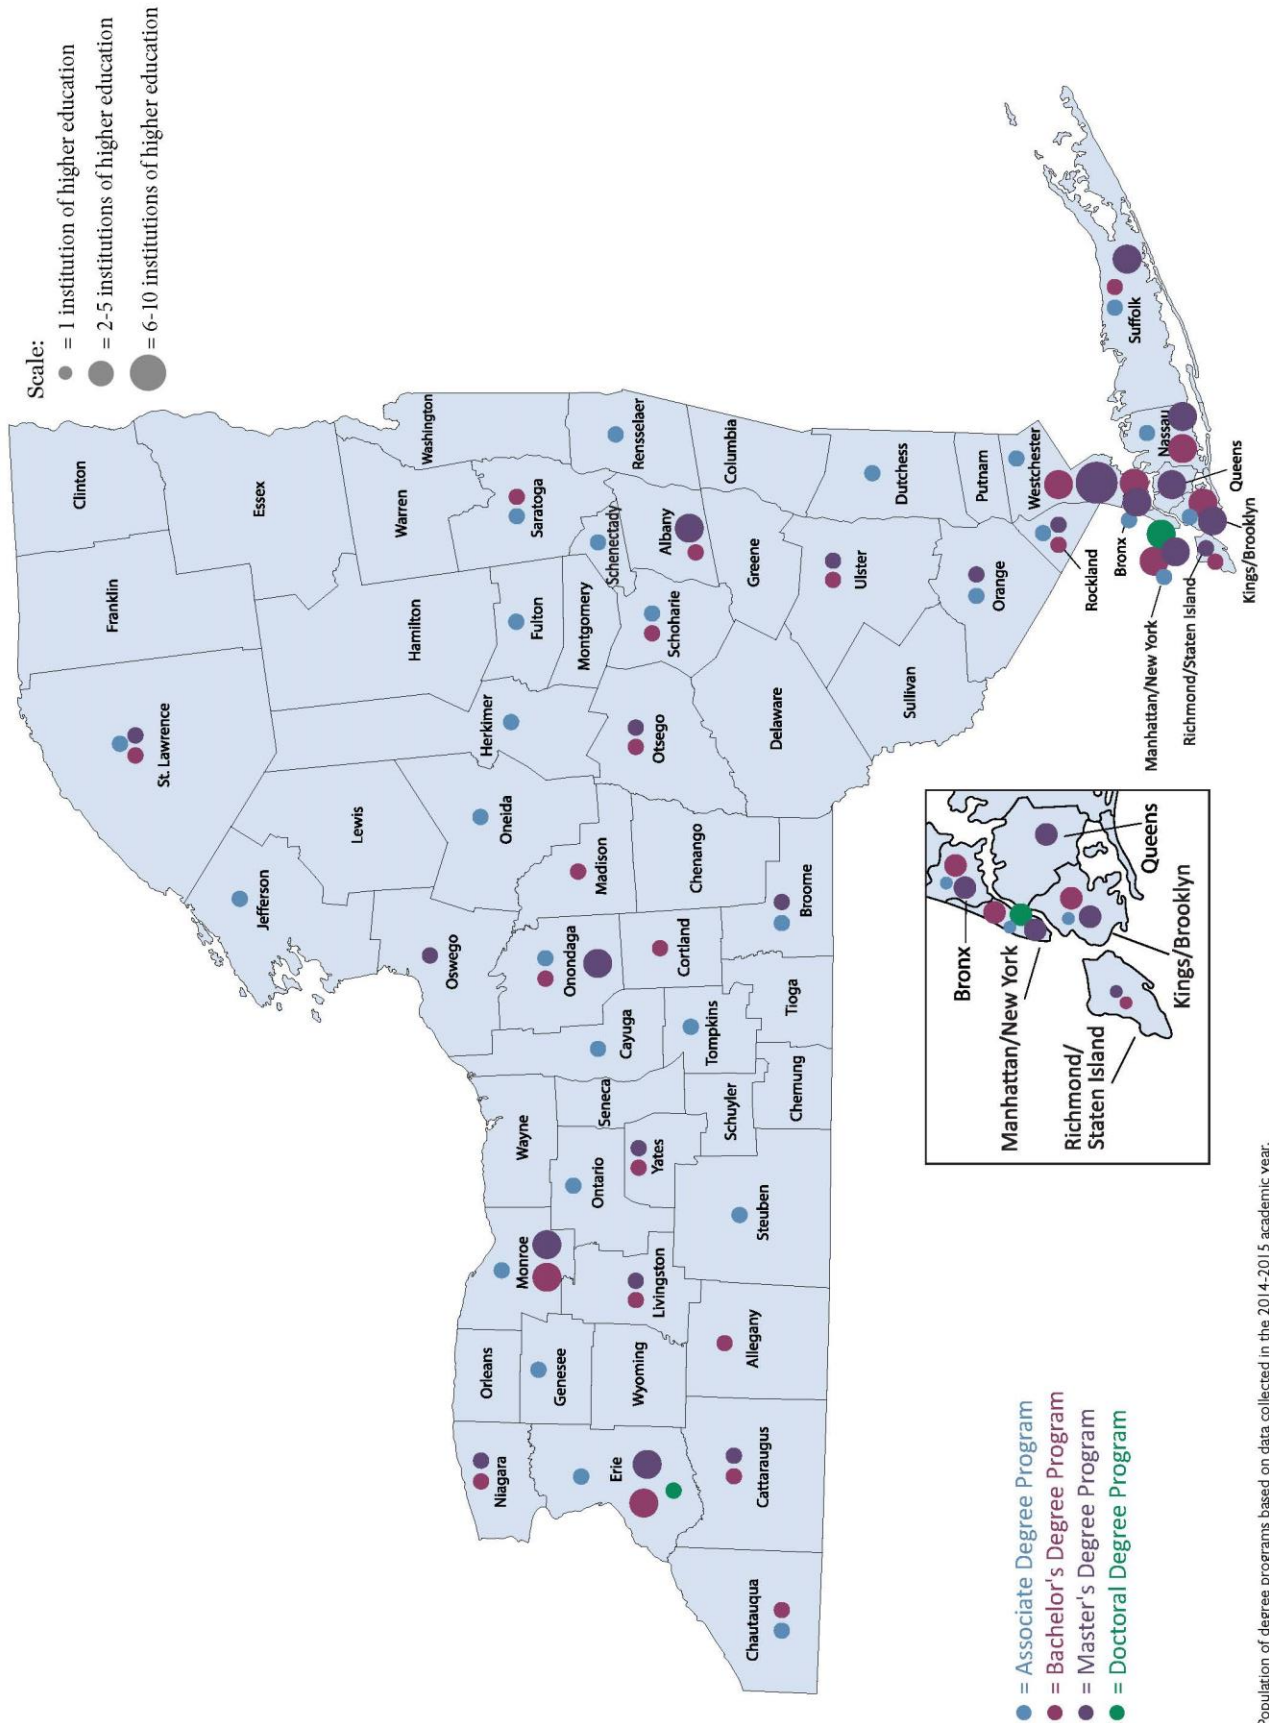 Scale:
= 1 institution of higher education
= 2-5 institutions of higher education
= 6-10 institutions of higher education
Clinton
Franklin
St. Lawrence
Essex
Jefferson
Lewis
Hamilton
Warren
Washington
Herkimer
Oneida
Oswego
Fulton
Saratoga
Niagara
Orleans
Monroe
Wayne
Genesee
Erie
Wyoming
Livingston
Ontario
Seneca
Yates
Cayuga
Onondaga
Madison
Montgomery
Schenectady
Rensselaer
Albany
Schoharie
Otsego
Cortland
Chenango
Tompkins
Schuyler
Chautauqua
Cattaraugus
Allegany
Steuben
Chemung
Tioga
Broome
Delaware
Greene
Columbia
Ulster
Dutchess
Sullivan
Orange
Putnam
Westchester
Rockland
Bronx
Manhattan/New York
Richmond/Staten Island
Kings/Brooklyn
Queens
Nassau
Suffolk
Bronx
Manhattan/New York
Richmond/
Staten Island
Kings/Brooklyn
Queens
= Associate Degree Program
= Bachelor's Degree Program
= Master's Degree Program
= Doctoral Degree Program
Population of degree programs based on data collected in the 2014-2015 academic year.